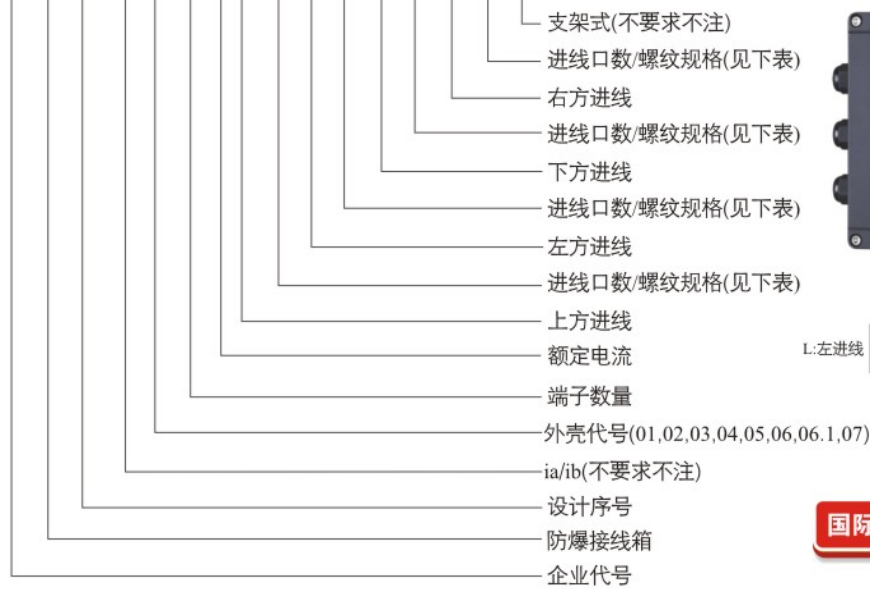 支架式(不要求不注)
进线口数/螺纹规格(见下表)
右方进线
进线口数/螺纹规格(见下表)
下方进线
进线口数/螺纹规格(见下表)
左方进线
进线口数/螺纹规格(见下表)
上方进线
L:左进线
额定电流
端子数量
外壳代号(01,02,03,04,05,06,06.1,07)
ia/ib(不要求不注)
设计序号
国际
防爆接线箱
企业代号